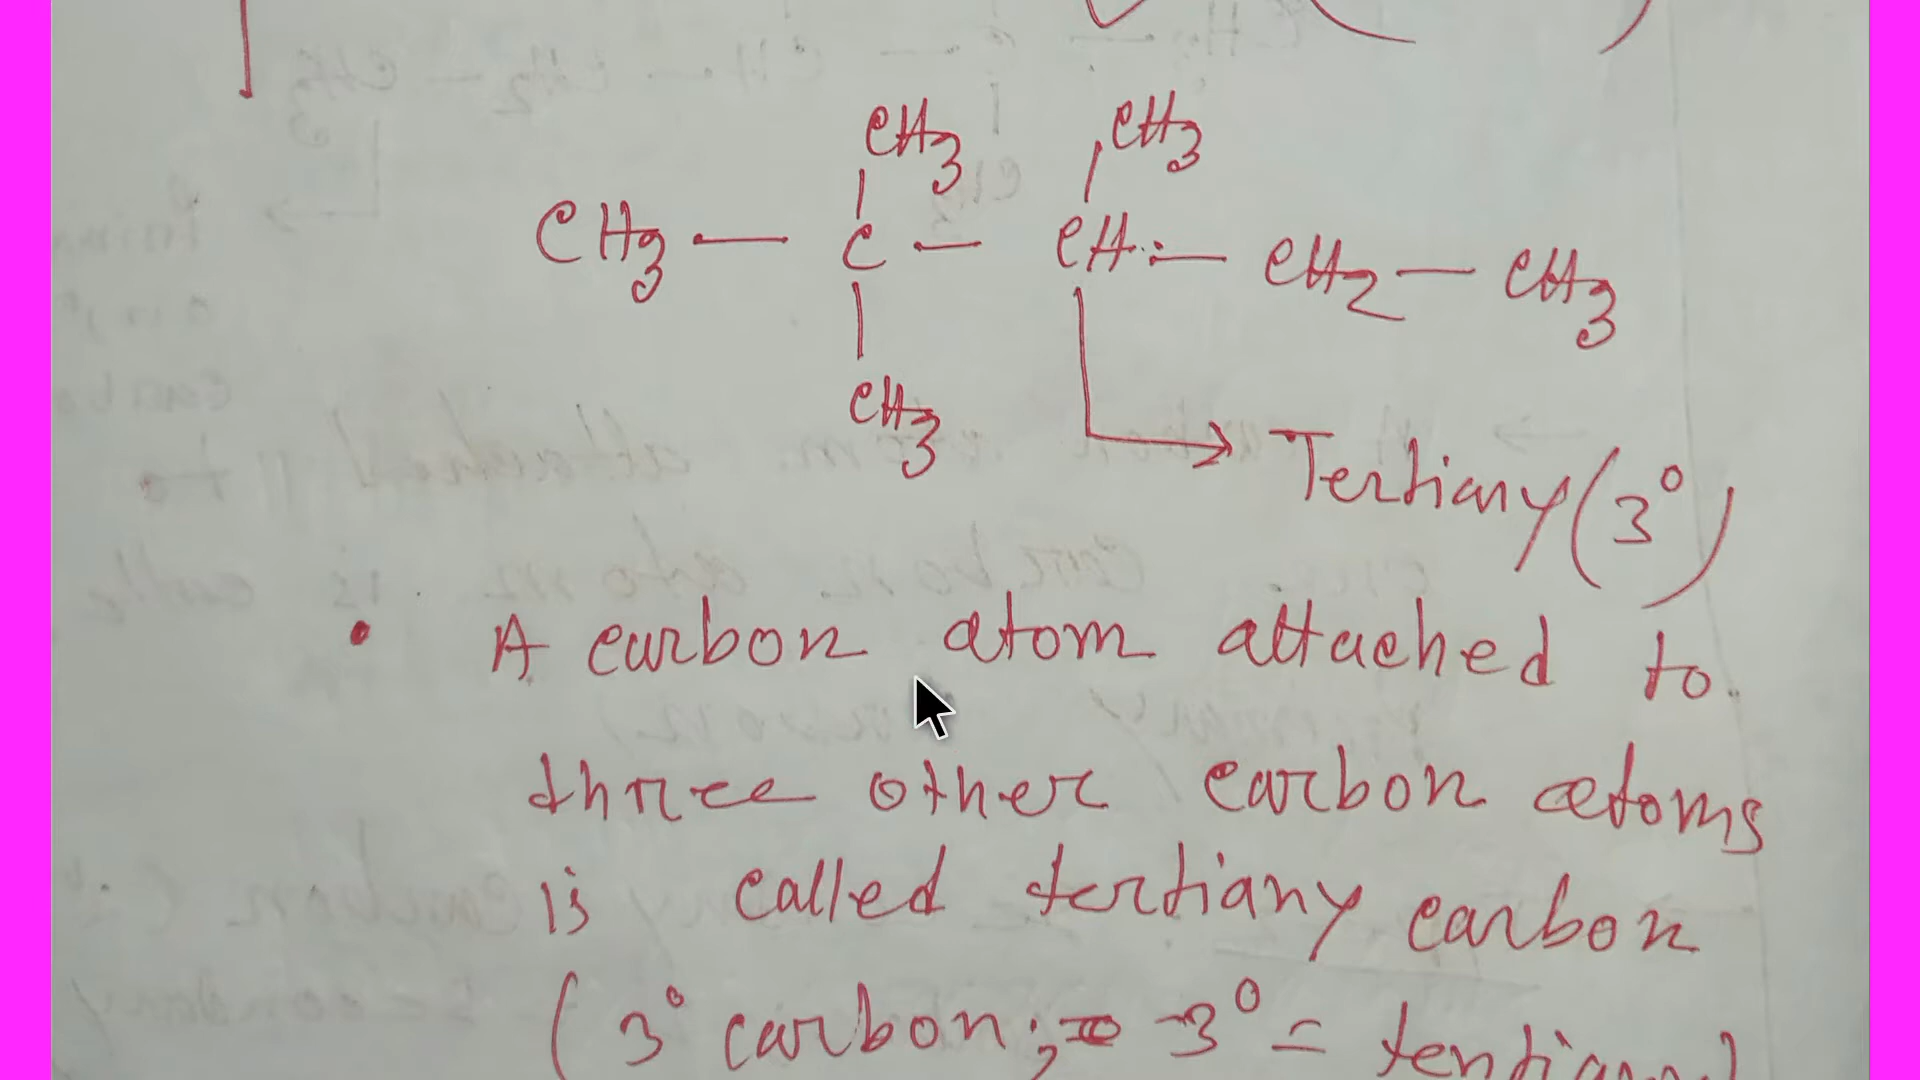 CH3 CH3
CH3 — C — CH — CH2 — CH3
CH3
Tertiary (3°)
• A carbon atom attached to
three other carbon atoms
is called tertiary carbon
(3° carbon; 3° = tertiary)